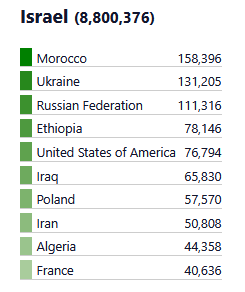 Israel (8,800,376)
Morocco 158,396
Ukraine 131,205
Russian Federation 111,316
Ethiopia 78,146
United States of America 76,794
Iraq 65,830
Poland 57,570
Iran 50,808
Algeria 44,358
France 40,636